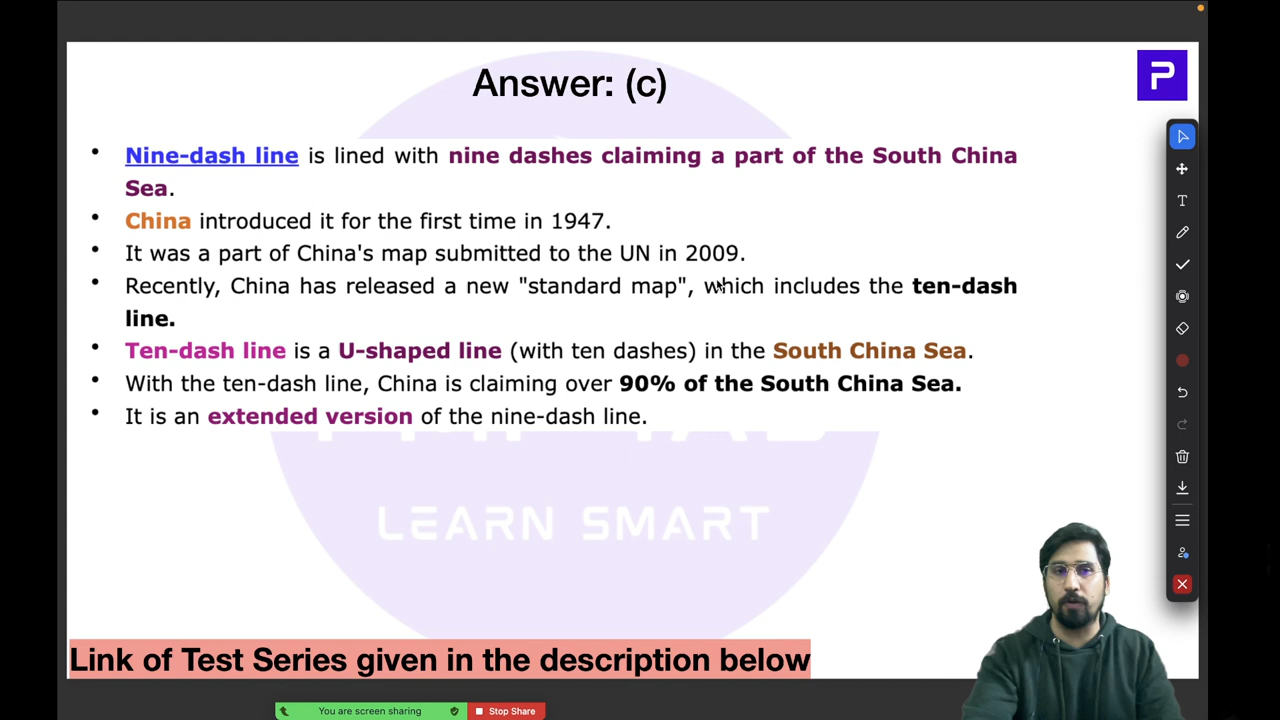 Answer: (c)
P
• Nine-dash line is lined with nine dashes claiming a part of the South China
Sea.
• China introduced it for the first time in 1947.
• It was a part of China's map submitted to the UN in 2009.
• Recently, China has released a new "standard map", which includes the ten-dash
line.
• Ten-dash line is a U-shaped line (with ten dashes) in the South China Sea.
• With the ten-dash line, China is claiming over 90% of the South China Sea.
• It is an extended version of the nine-dash line.
LEARN SMART
Link of Test Series given in the description below
You are screen sharing
Stop Share
T